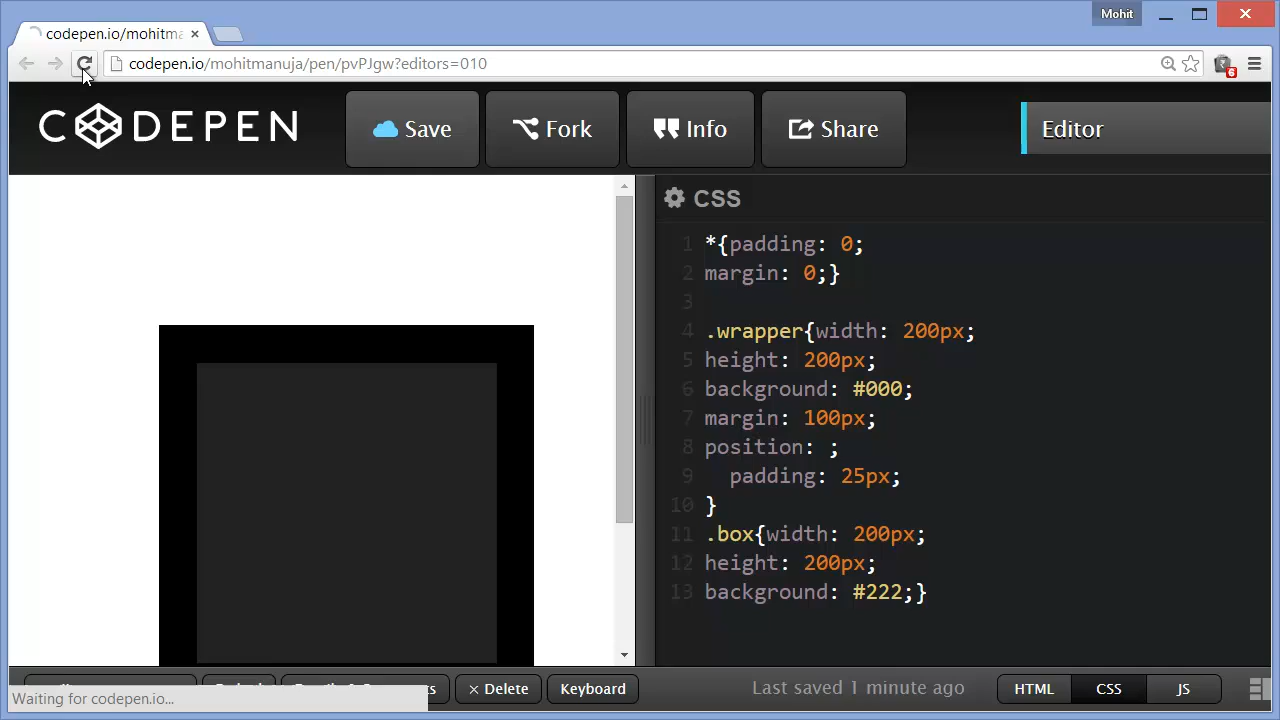 Mohit
codepen.io/mohitma
codepen.io/mohitmanuja/pen/pvPJgw?editors=010
6
CODEPEN
Save
Fork
Info
Share
Editor
CSS
1 *{padding: 0;
2 margin: 0;}
3
4 .wrapper{width: 200px;
5 height: 200px;
6 background: #000;
7 margin: 100px;
8 position: ;
9 padding: 25px;
10 }
11 .box{width: 200px;
12 height: 200px;
13 background: #222;}
× Delete
Keyboard
Last saved 1 minute ago
HTML
CSS
JS
Waiting for codepen.io...